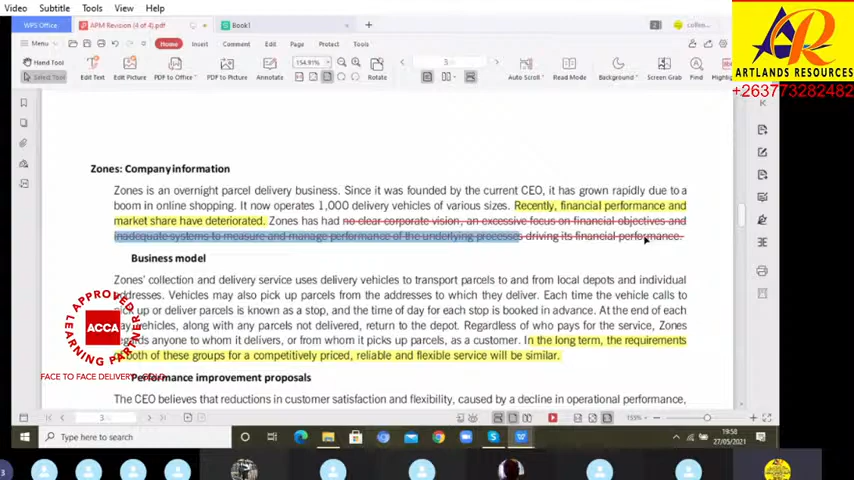 Video Subtitle Tools View Help
WPS Office APM Revision (4 of 4).pdf Book1
Menu Home Insert Comment Edit Page Protect Tools
Hand Tool 154.91% 3
Select Tool Edit Text Edit Picture PDF to Office PDF to Picture Annotate Rotate Auto Scroll Read Mode Background Screen Grab Find
ARTLANDS RESOURCES
+263773282482
Zones: Company information
Zones is an overnight parcel delivery business. Since it was founded by the current CEO, it has grown rapidly due to a
boom in online shopping. It now operates 1,000 delivery vehicles of various sizes. Recently, financial performance and
market share have deteriorated. Zones has had no clear corporate vision, an excessive focus on financial objectives and
inadequate systems to measure and manage performance of the underlying processes driving its financial performance.
Business model
Zones' collection and delivery service uses delivery vehicles to transport parcels to and from local depots and individual
addresses. Vehicles may also pick up parcels from the addresses to which they deliver. Each time the vehicle calls to
up or deliver parcels is known as a stop, and the time of day for each stop is booked in advance. At the end of each
vehicles, along with any parcels not delivered, return to the depot. Regardless of who pays for the service, Zones
anyone to whom it delivers, or from whom it picks up parcels, as a customer. In the long term, the requirements
both of these groups for a competitively priced, reliable and flexible service will be similar.
APPROVED
ACCA
LEARNING PARTNER
FACE TO FACE DELIVERY
Performance improvement proposals
The CEO believes that reductions in customer satisfaction and flexibility, caused by a decline in operational performance,
3 155%
Type here to search
19:58
27/05/2021
3